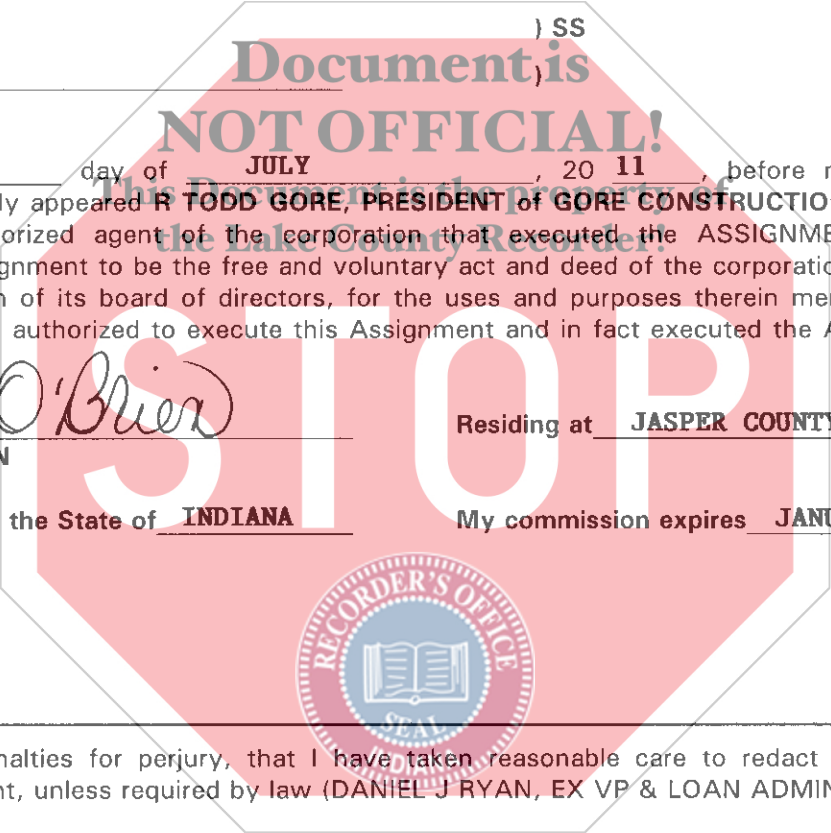 ) SS
Document is
)
NOT OFFICIAL!
day of JULY , 20 11 , before
This Document is the property of
ly appeared R TODD GORE, PRESIDENT of GORE CONSTRUCTIO
the Lake County Recorder!
orized agent of the corporation that executed the ASSIGNME
gnment to be the free and voluntary act and deed of the corporatio
n of its board of directors, for the uses and purposes therein me
authorized to execute this Assignment and in fact executed the A
STOP
O'Brien
Residing at JASPER COUNTY
N
the State of INDIANA My commission expires JANU
RECORDER'S OFFICE
SEAL
INDIANA
nalties for perjury, that I have taken reasonable care to redact
nt, unless required by law (DANIEL J RYAN, EX VP & LOAN ADMIN